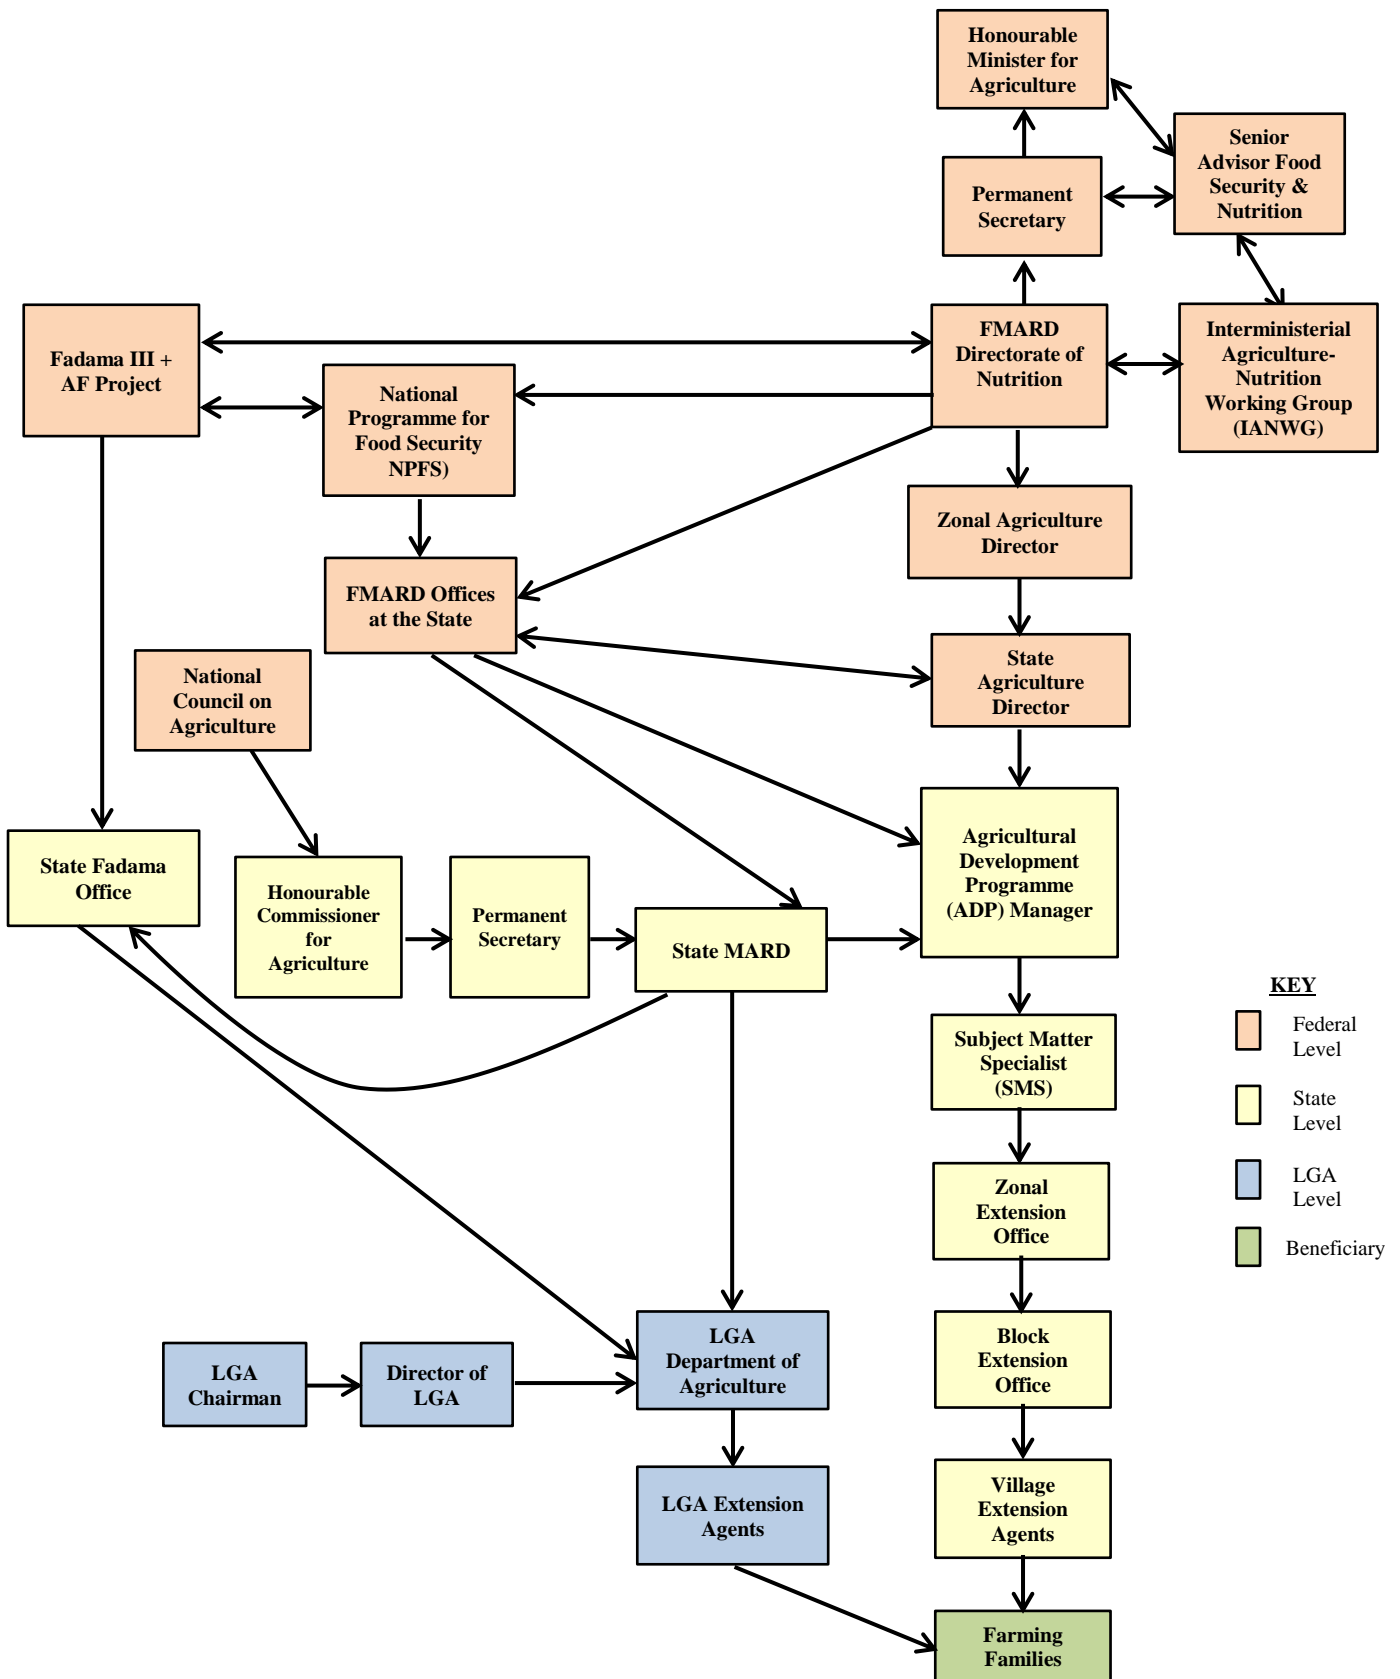 Honourable
Minister for
Agriculture
Senior
Advisor Food
Security &
Nutrition
Permanent
Secretary
Fadama III +
AF Project
National
Programme for
Food Security
NPFS)
FMARD
Directorate of
Nutrition
Interministerial
Agriculture-
Nutrition
Working Group
(IANWG)
Zonal Agriculture
Director
FMARD Offices
at the State
National
Council on
Agriculture
State
Agriculture
Director
State Fadama
Office
Honourable
Commissioner
for
Agriculture
Permanent
Secretary
State MARD
Agricultural
Development
Programme
(ADP) Manager
Subject Matter
Specialist
(SMS)
Zonal
Extension
Office
KEY
Federal
Level
State
Level
LGA
Level
Beneficiary
LGA
Chairman
Director of
LGA
LGA
Department of
Agriculture
Block
Extension
Office
LGA Extension
Agents
Village
Extension
Agents
Farming
Families